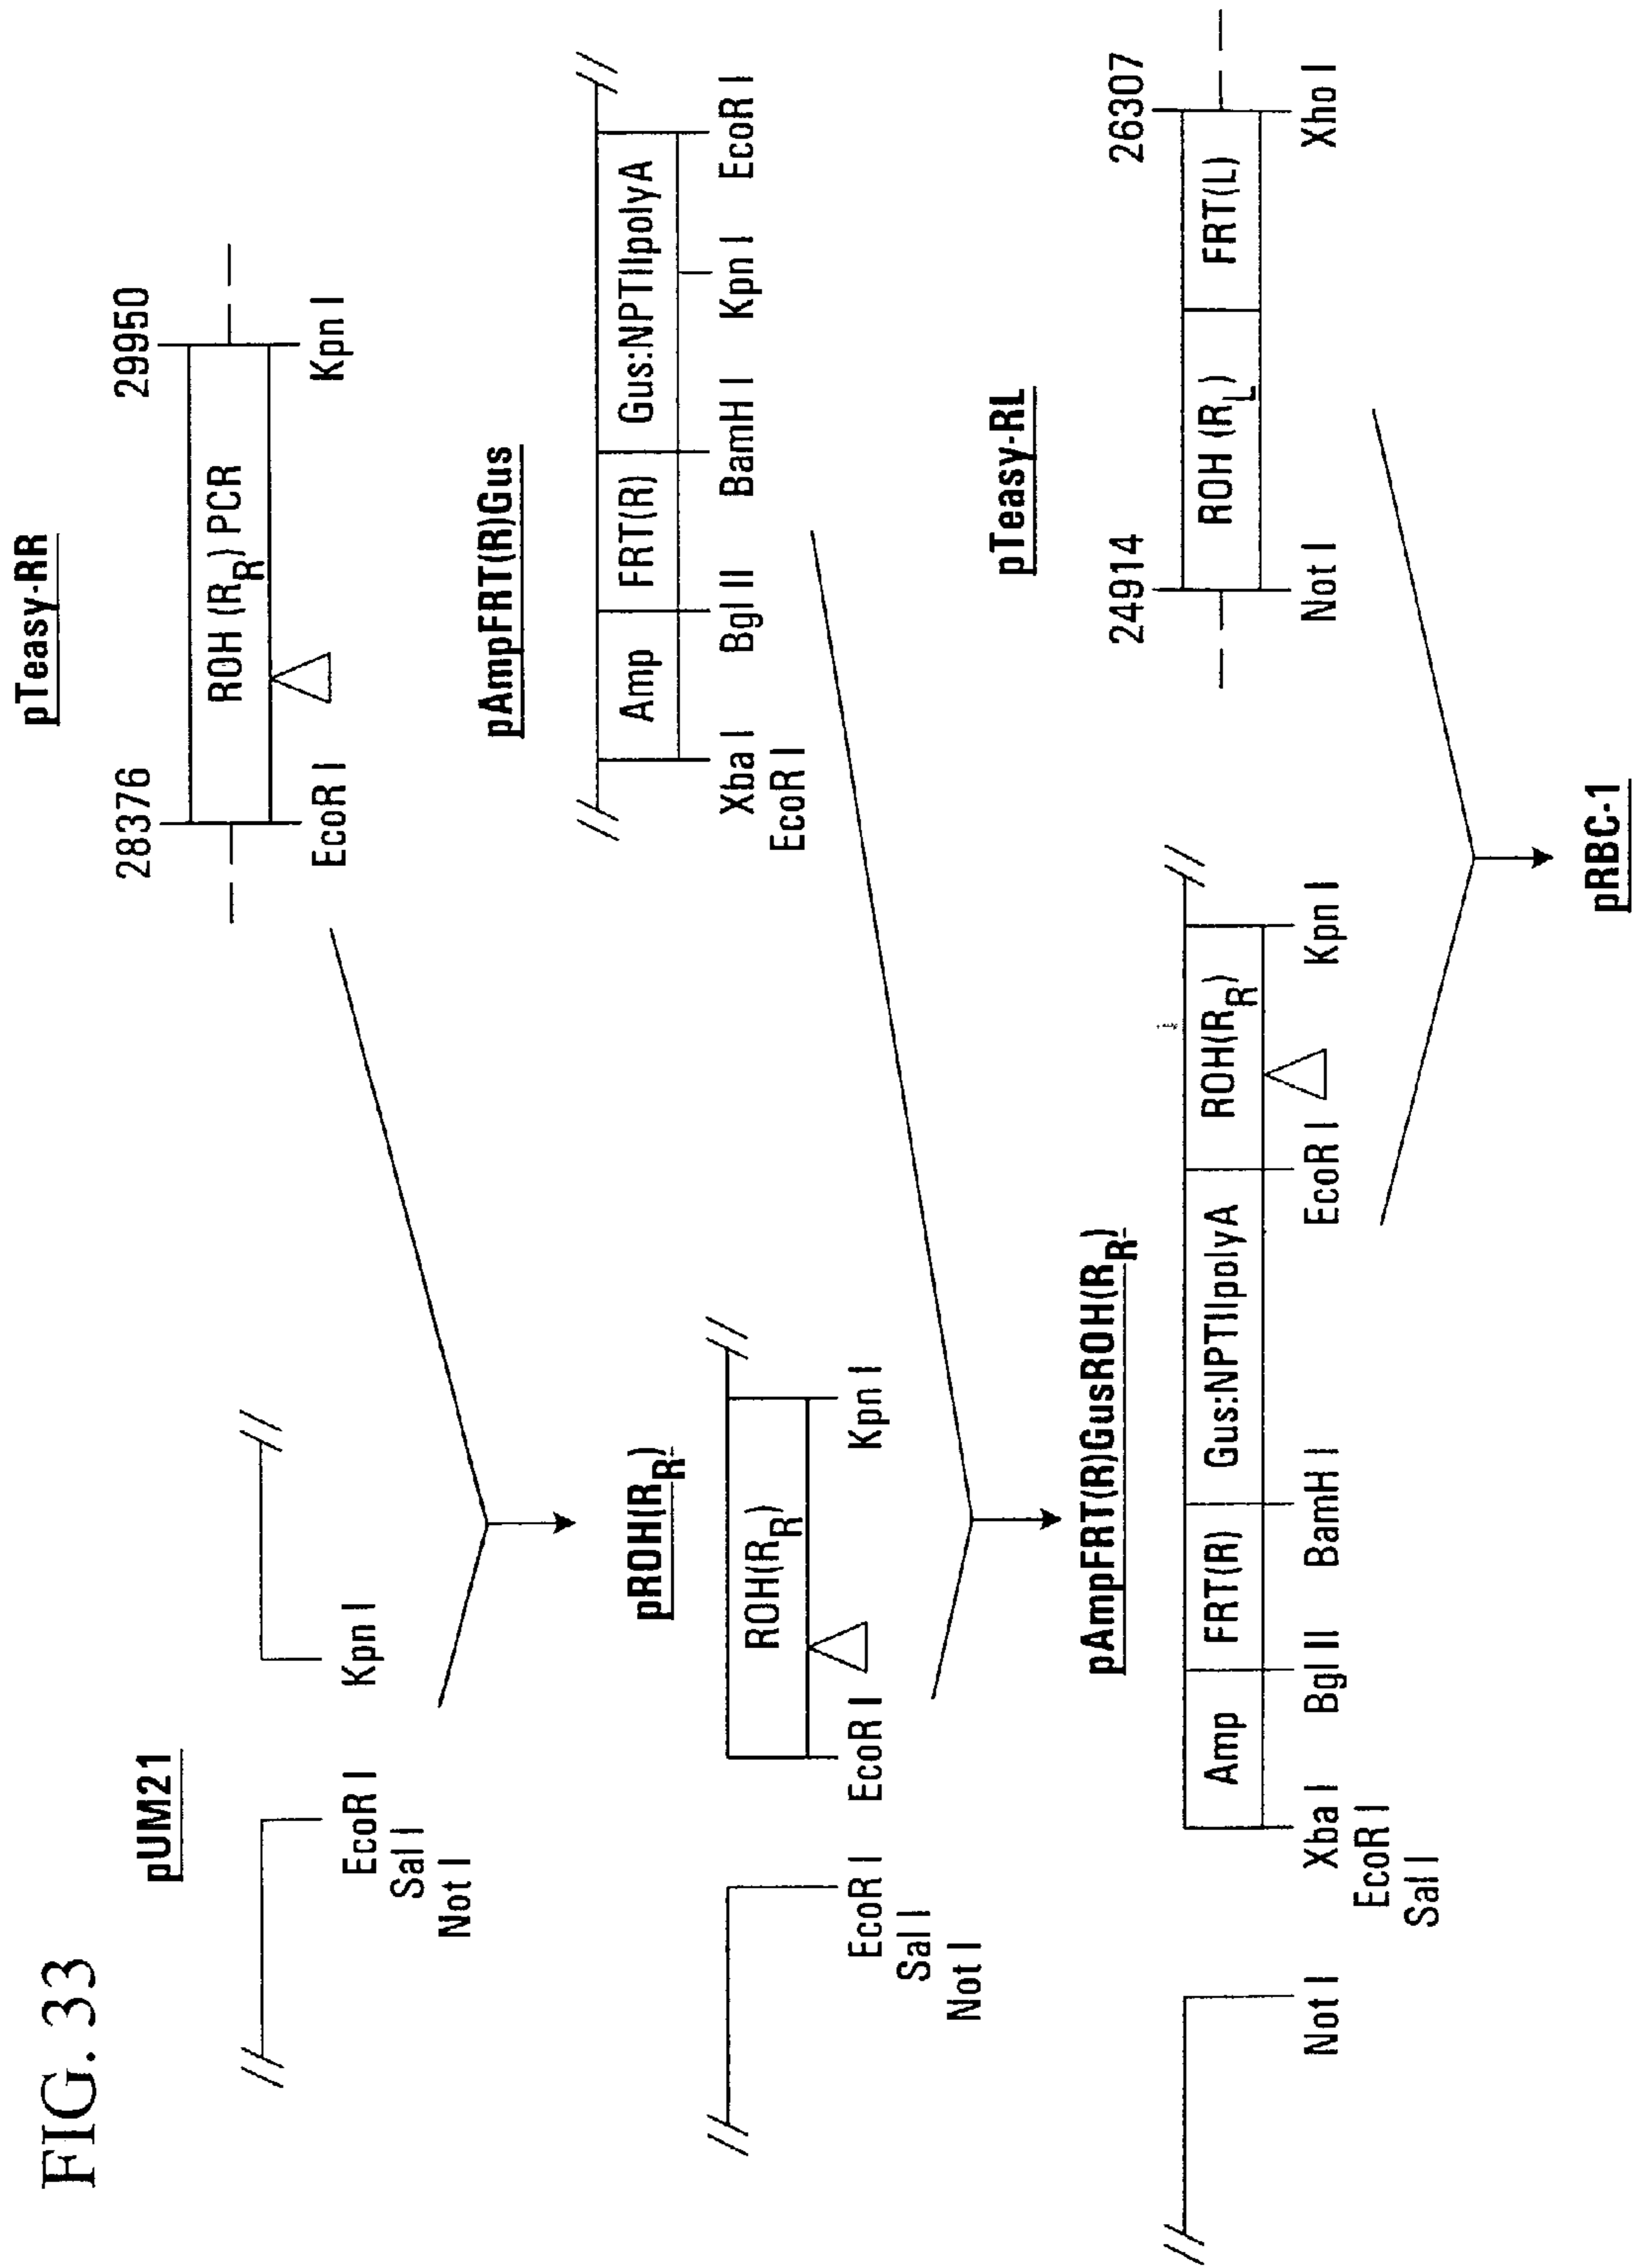 FIG. 33
pUM21
EcoR I
Sal I
Not I
Kpn I
pTeasy-RR
28376
29950
ROH (RR) PCR
EcoR I
Kpn I
pROH(RR)
ROH(RR)
EcoR I
Sal I
Not I
EcoR I
Kpn I
pAmpFRT(R)Gus
Amp
FRT(R)
Gus:NPTIIpolyA
Xba I
EcoR I
Bgl II
BamH I
Kpn I
EcoR I
pAmpFRT(R)GusROH(RR)
Amp
FRT(R)
Gus:NPTIIpolyA
ROH(RR)
Not I
Xba I
EcoR I
Sal I
Bgl II
BamH I
EcoR I
Kpn I
pTeasy-RL
24914
26307
ROH (RL)
FRT(L)
Not I
Xho I
pRBC-1